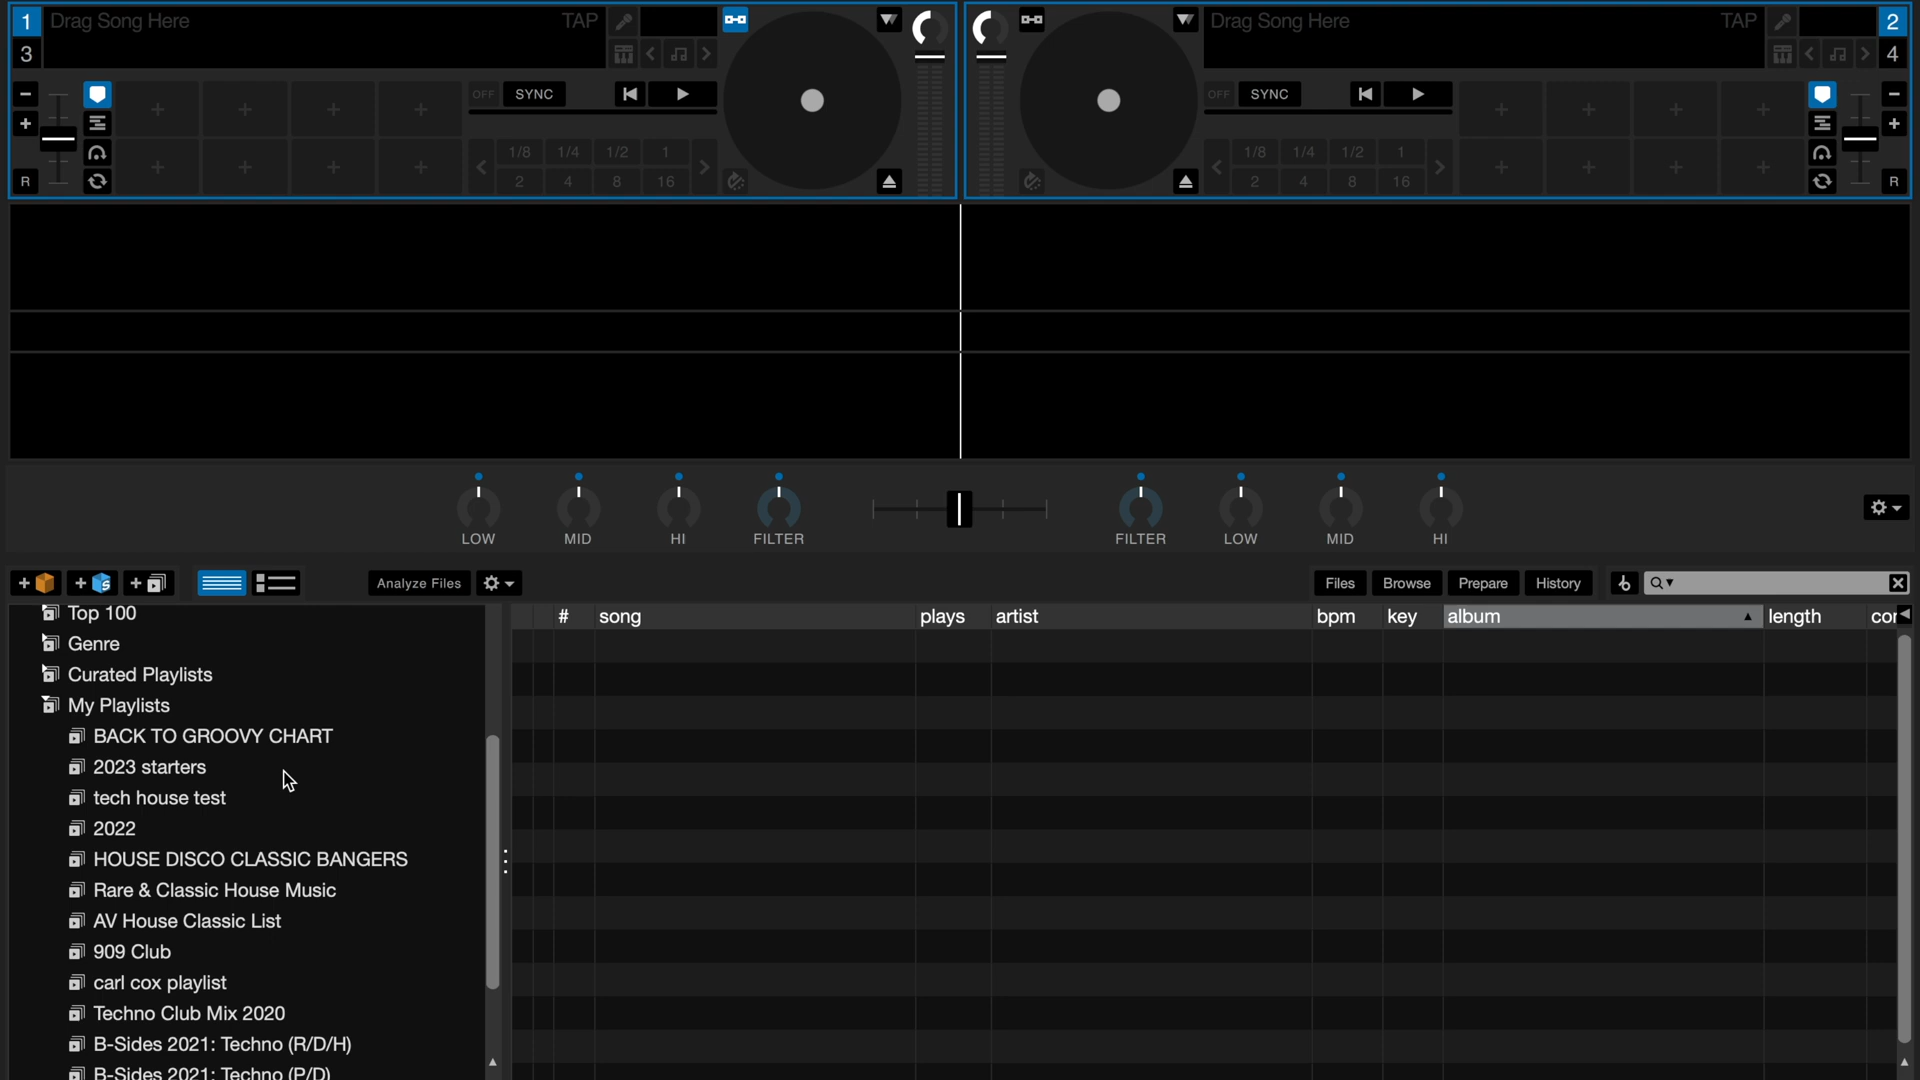 1 Drag Song Here TAP Drag Song Here TAP 2
3 4
OFF SYNC OFF SYNC
1/8 1/4 1/2 1 1/8 1/4 1/2 1
R 2 4 8 16 2 4 8 16 R
LOW MID HI FILTER FILTER LOW MID HI
Analyze Files Files Browse Prepare History
# song plays artist bpm key album length cor
Top 100
Genre
Curated Playlists
My Playlists
BACK TO GROOVY CHART
2023 starters
tech house test
2022
HOUSE DISCO CLASSIC BANGERS
Rare & Classic House Music
AV House Classic List
909 Club
carl cox playlist
Techno Club Mix 2020
B-Sides 2021: Techno (R/D/H)
B-Sides 2021: Techno (P/D)